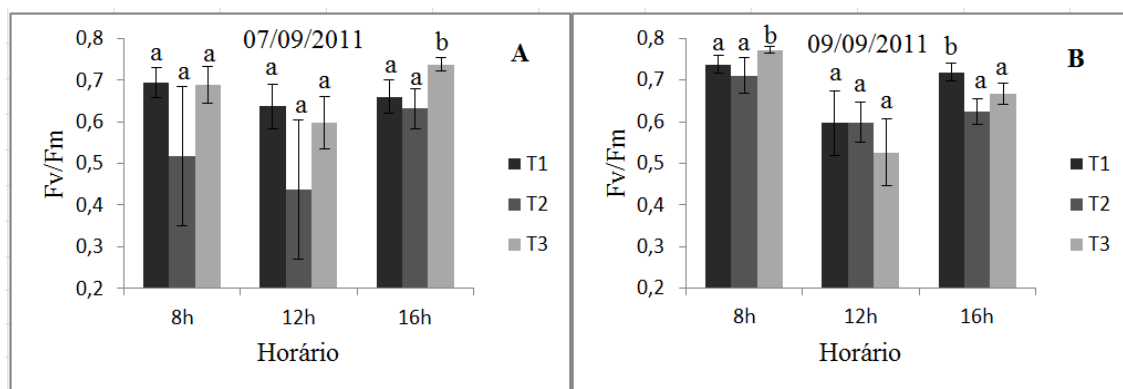 07/09/2011
A
Fv/Fm
0,8
0,7
0,6
0,5
0,4
0,3
0,2
a a a
a a a
a a b
8h 12h 16h
Horário
T1
T2
T3
09/09/2011
B
Fv/Fm
0,8
0,7
0,6
0,5
0,4
0,3
0,2
a a b
a a a
b a a
8h 12h 16h
Horário
T1
T2
T3